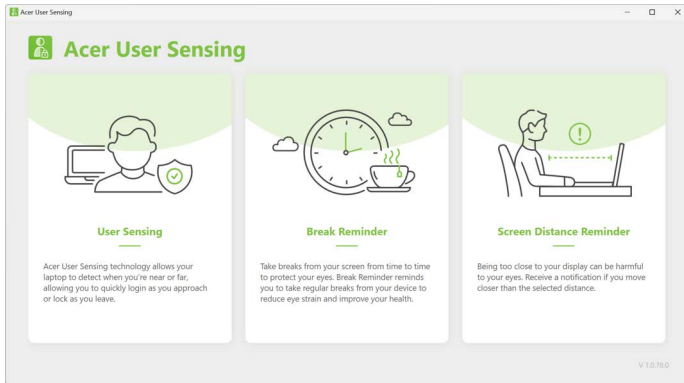 Acer User Sensing
Acer User Sensing
User Sensing
Acer User Sensing technology allows your
laptop to detect when you're near or far,
allowing you to quickly login as you approach
or lock as you leave.
Break Reminder
Take breaks from your screen from time to time
to protect your eyes. Break Reminder reminds
you to take regular breaks from your device to
reduce eye strain and improve your health.
Screen Distance Reminder
Being too close to your display can be harmful
to your eyes. Receive a notification if you move
closer than the selected distance.
V 1.0.78.0